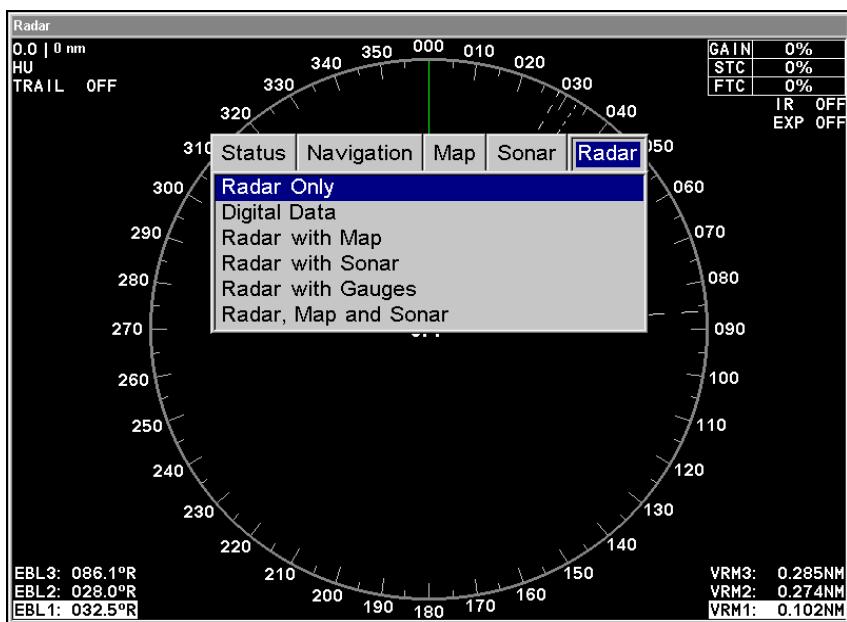 Radar
0.0 | 0 nm
HU
TRAIL OFF
GAIN 0%
STC 0%
FTC 0%
IR OFF
EXP OFF
350 000 010
340 020
330 030
320 040
310 050
Status Navigation Map Sonar Radar
Radar Only
Digital Data
Radar with Map
Radar with Sonar
Radar with Gauges
Radar, Map and Sonar
300 060
290 070
280 080
270 090
260 100
250 110
240 120
230 130
220 140
210 150
200 160
190 180 170
EBL3: 086.1ºR
EBL2: 028.0ºR
EBL1: 032.5ºR
VRM3: 0.285NM
VRM2: 0.274NM
VRM1: 0.102NM